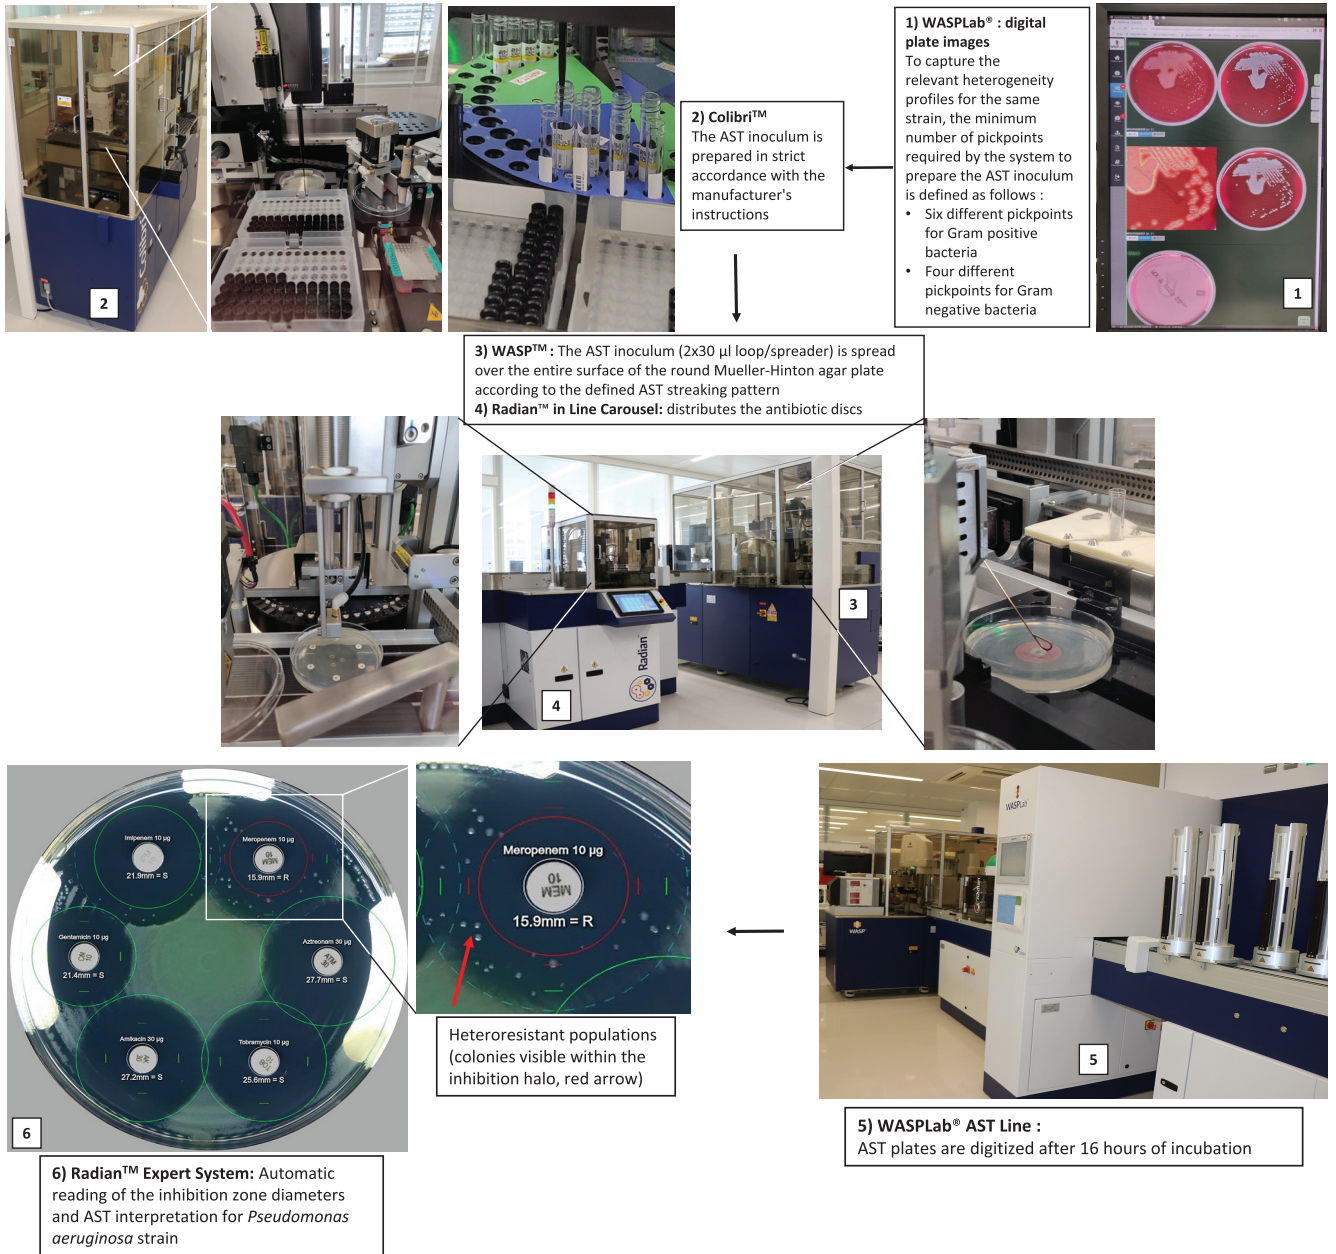 1) WASPLab® : digital
plate images
To capture the
relevant heterogeneity
profiles for the same
strain, the minimum
number of pickpoints
required by the system to
prepare the AST inoculum
is defined as follows :
• Six different pickpoints
for Gram positive
bacteria
• Four different
pickpoints for Gram
negative bacteria
1
2) Colibri™
The AST inoculum is
prepared in strict
accordance with the
manufacturer's
instructions
Colibrí
2
3) WASP™ : The AST inoculum (2x30 µl loop/spreader) is spread
over the entire surface of the round Mueller-Hinton agar plate
according to the defined AST streaking pattern
4) Radian™ in Line Carousel: distributes the antibiotic discs
Radian
3
4
WASPLab
WASP
5
5) WASPLab® AST Line :
AST plates are digitized after 16 hours of incubation
Meropenem 10 µg
MEM
10
15.9mm = R
Heteroresistant populations
(colonies visible within the
inhibition halo, red arrow)
Imipenem 10 µg
21.9mm = S
Meropenem 10 µg
MEM
10
15.9mm = R
Gentamicin 10 µg
21.4mm = S
Aztreonam 30 µg
ATM
30
27.7mm = S
Amikacin 30 µg
27.2mm = S
Tobramycin 10 µg
25.6mm = S
6
6) Radian™ Expert System: Automatic
reading of the inhibition zone diameters
and AST interpretation for Pseudomonas
aeruginosa strain